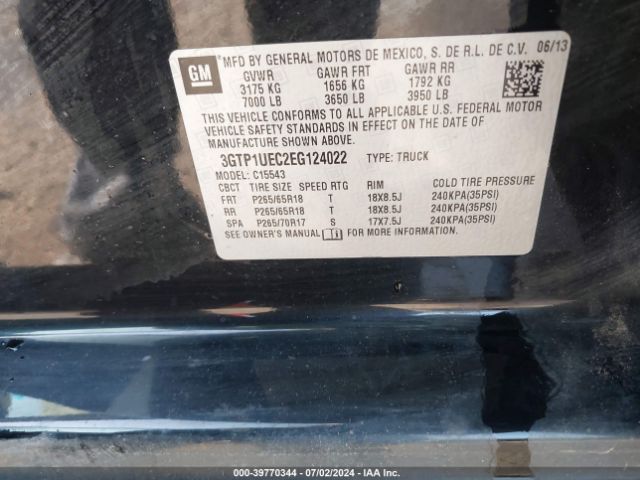 GM
MFD BY GENERAL MOTORS DE MEXICO, S. DE R.L. DE C.V. 06/13
GVWR GAWR FRT GAWR RR
3175 KG 1656 KG 1792 KG
7000 LB 3650 LB 3950 LB
THIS VEHICLE CONFORMS TO ALL APPLICABLE U.S. FEDERAL MOTOR
VEHICLE SAFETY STANDARDS IN EFFECT ON THE DATE OF
MANUFACTURE SHOWN ABOVE.
3GTP1UEC2EG124022 TYPE: TRUCK
MODEL: C15543
CBCT TIRE SIZE SPEED RTG RIM COLD TIRE PRESSURE
FRT P265/65R18 T 18X8.5J 240KPA(35PSI)
RR P265/65R18 T 18X8.5J 240KPA(35PSI)
SPA P265/70R17 S 17X7.5J 240KPA(35PSI)
SEE OWNER'S MANUAL FOR MORE INFORMATION.
000-39770344 / 07/02/2024 - IAA Inc.